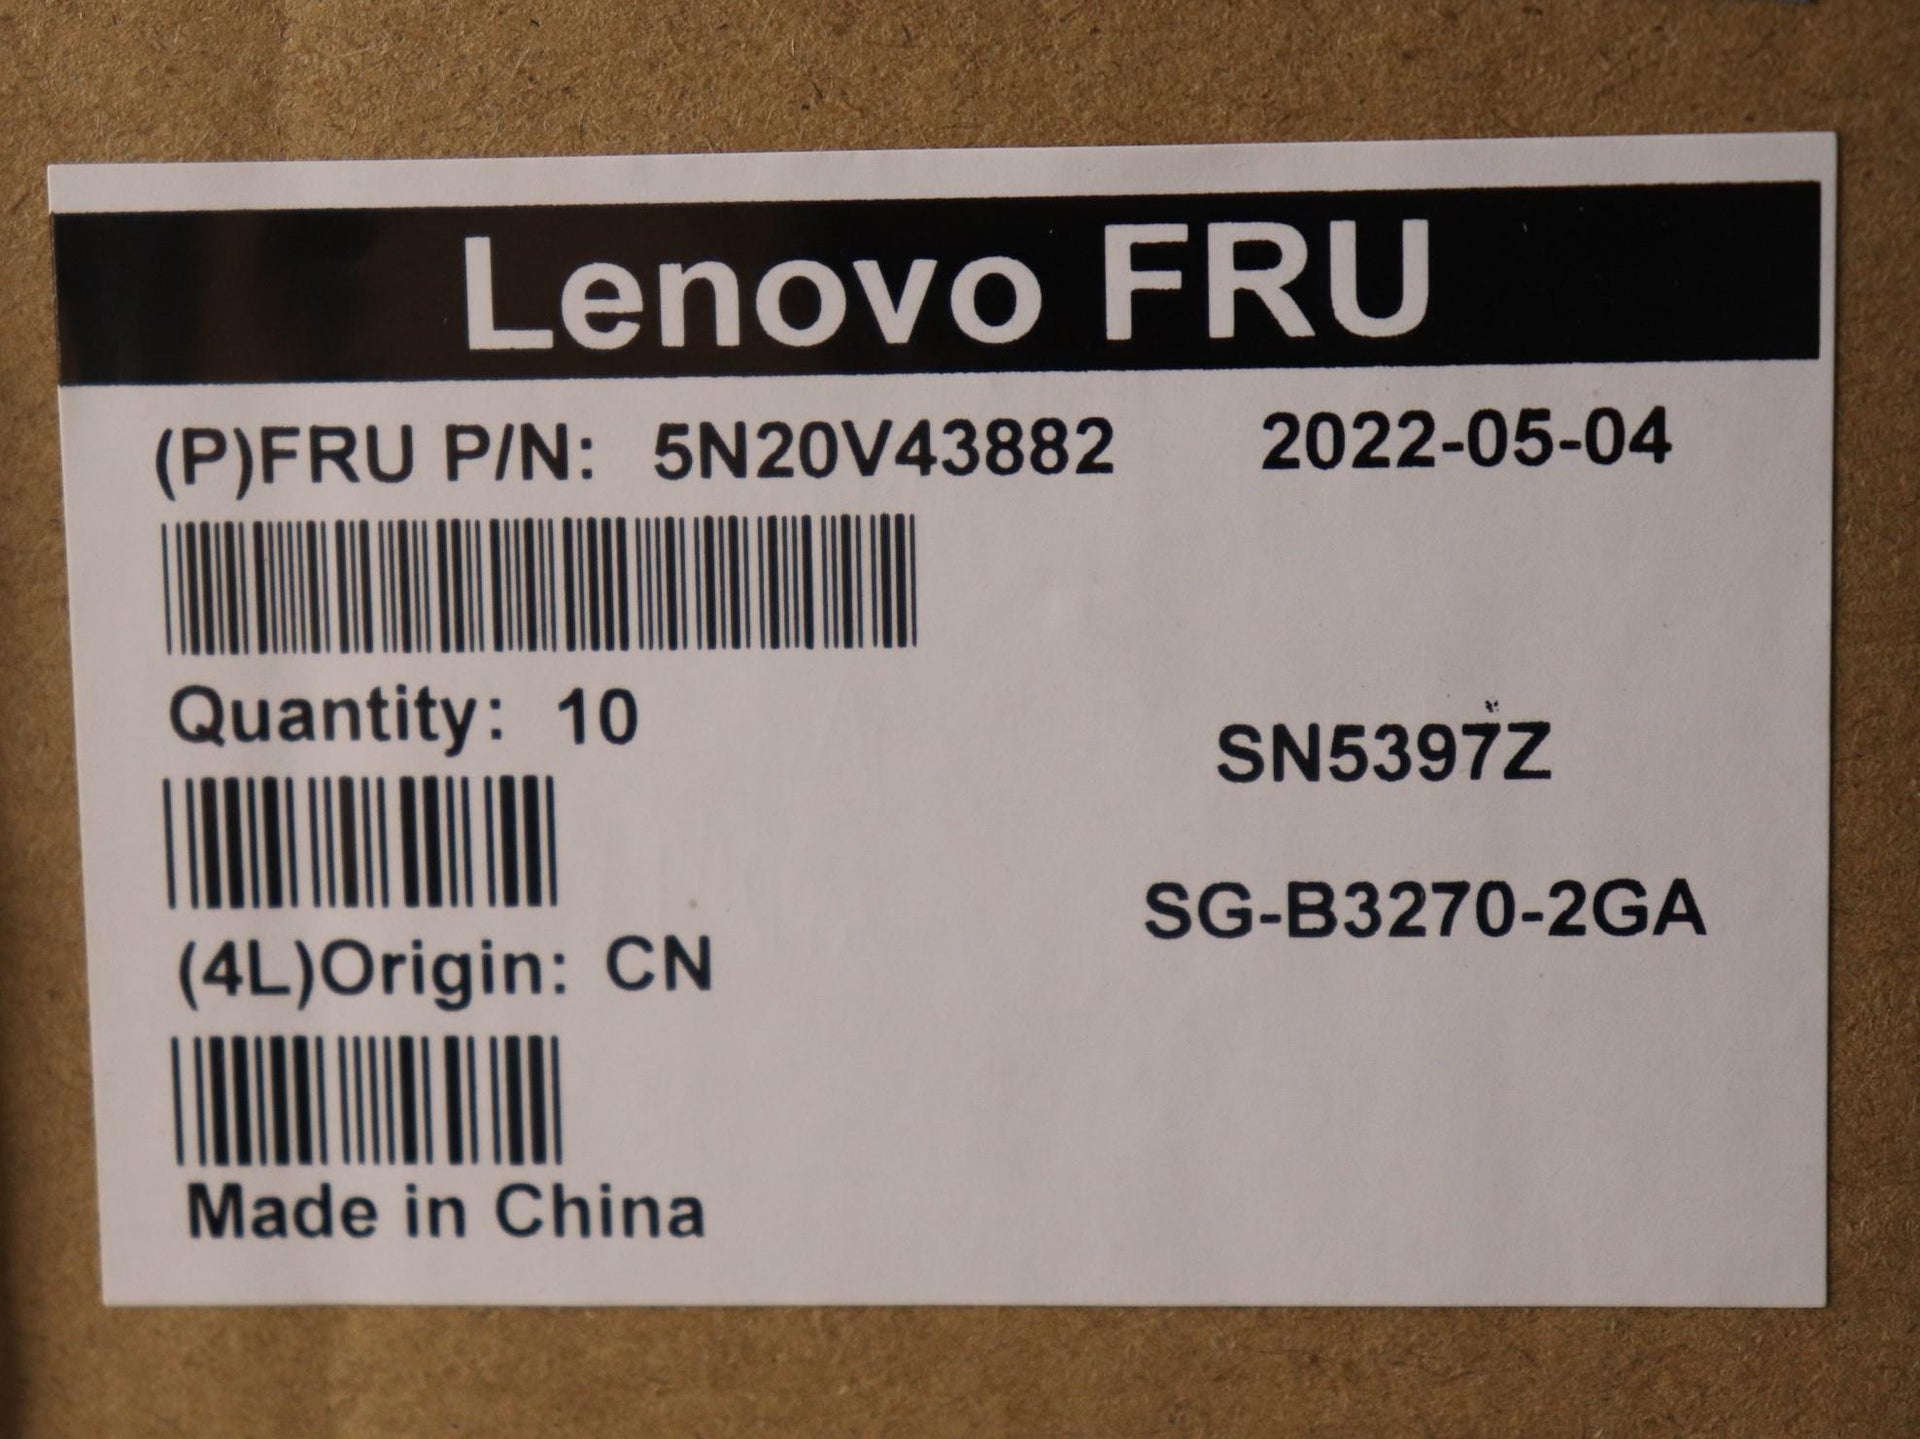 Lenovo FRU
(P)FRU P/N: 5N20V43882 2022-05-04
Quantity: 10
SN5397Z
SG-B3270-2GA
(4L)Origin: CN
Made in China